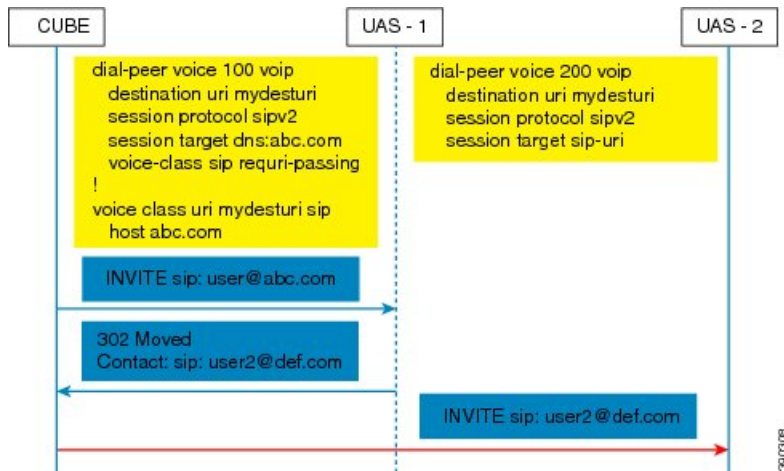 CUBE
UAS - 1
UAS - 2
dial-peer voice 100 voip
destination uri mydesturi
session protocol sipv2
session target dns:abc.com
voice-class sip requri-passing
!
voice class uri mydesturi sip
host abc.com
dial-peer voice 200 voip
destination uri mydesturi
session protocol sipv2
session target sip-uri
INVITE sip: user@abc.com
302 Moved
Contact: sip: user2@def.com
INVITE sip: user2@def.com